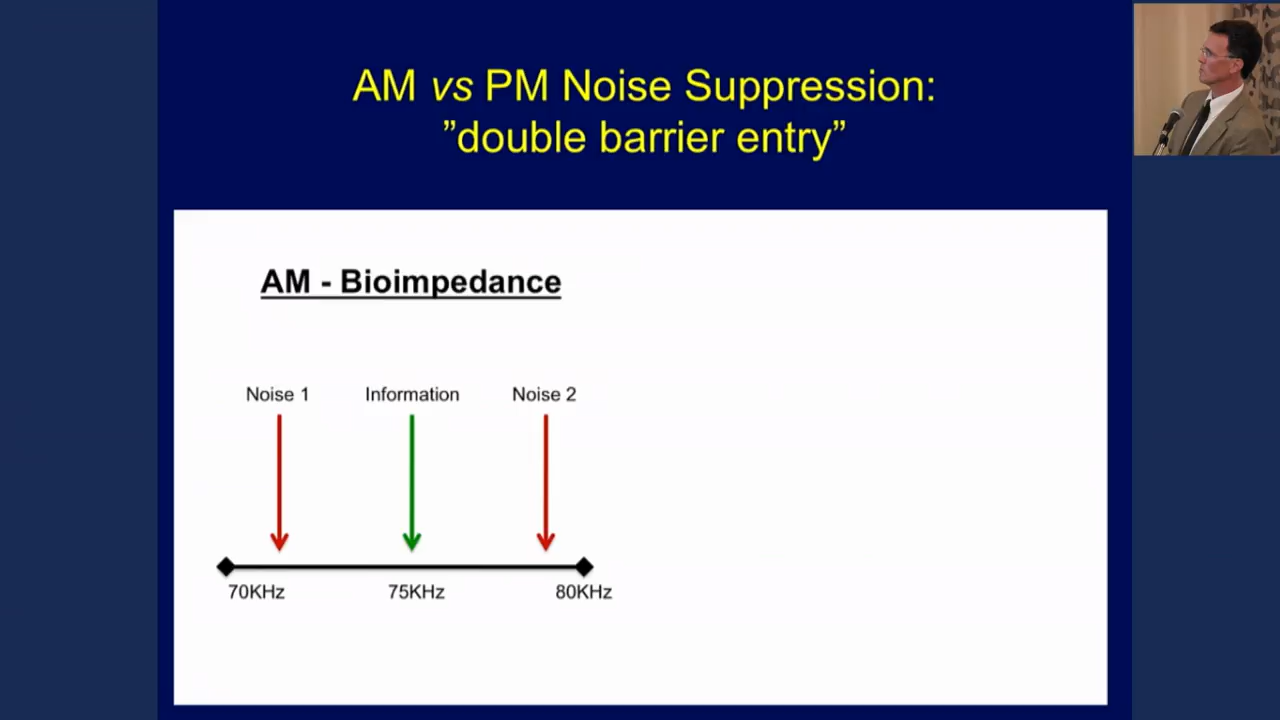 AM vs PM Noise Suppression:
”double barrier entry”
AM - Bioimpedance
Noise 1 Information Noise 2
70KHz 75KHz 80KHz